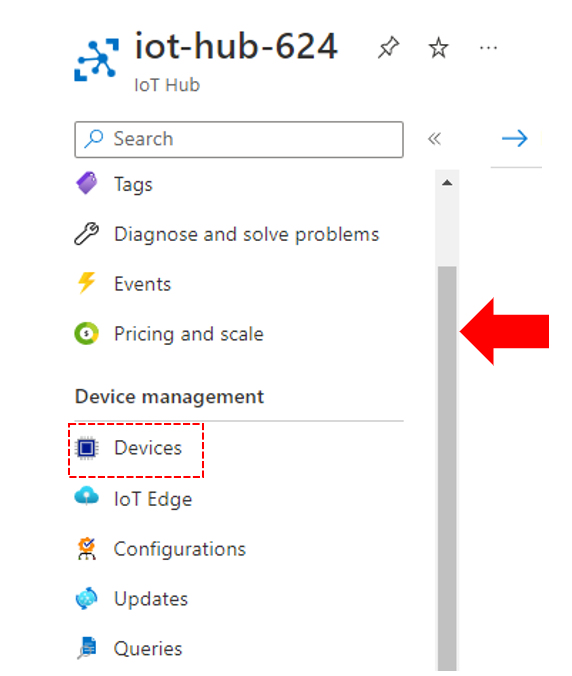 iot-hub-624
IoT Hub
Search
Tags
Diagnose and solve problems
Events
Pricing and scale
Device management
Devices
IoT Edge
Configurations
Updates
Queries